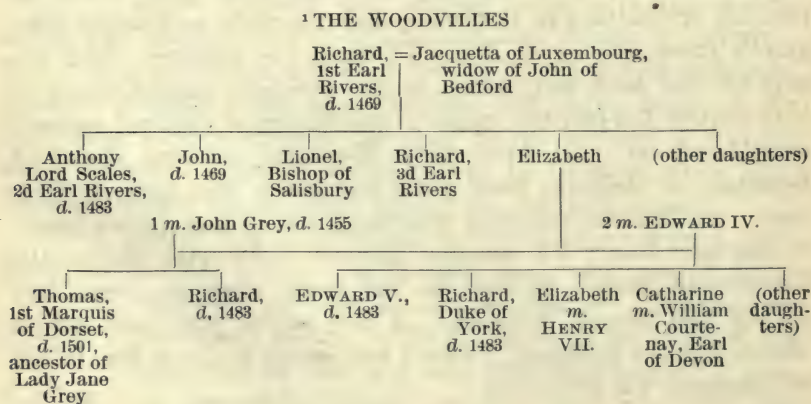 ¹ THE WOODVILLES
Richard, = Jacquetta of Luxembourg,
1st Earl widow of John of
Rivers, Bedford
d. 1469
Anthony
Lord Scales,
2d Earl Rivers,
d. 1483
John,
d. 1469
Lionel,
Bishop of
Salisbury
Richard,
3d Earl
Rivers
Elizabeth
(other daughters)
1 m. John Grey, d. 1455
2 m. EDWARD IV.
Thomas,
1st Marquis
of Dorset,
d. 1501,
ancestor of
Lady Jane
Grey
Richard,
d, 1483
EDWARD V.,
d. 1483
Richard,
Duke of
York,
d. 1483
Elizabeth
m.
HENRY
VII.
Catharine
m. William
Courte-
nay, Earl
of Devon
(other
daugh-
ters)